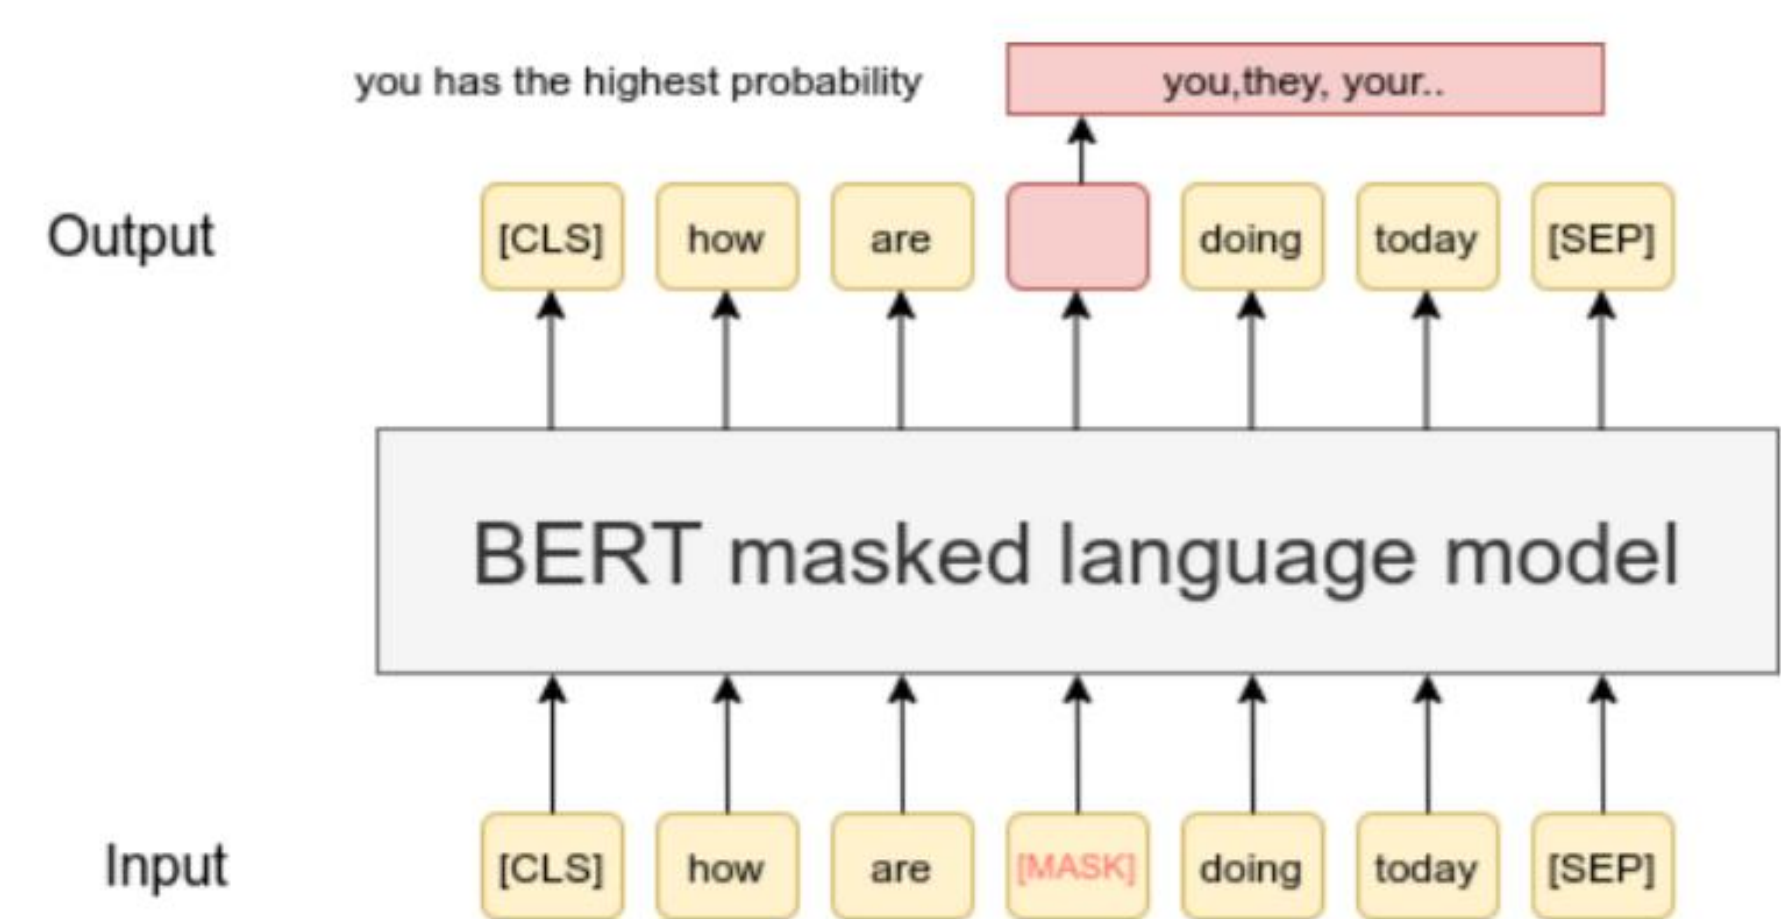 you has the highest probability
you,they, your..
Output
[CLS] how are doing today [SEP]
BERT masked language model
Input
[CLS] how are [MASK] doing today [SEP]